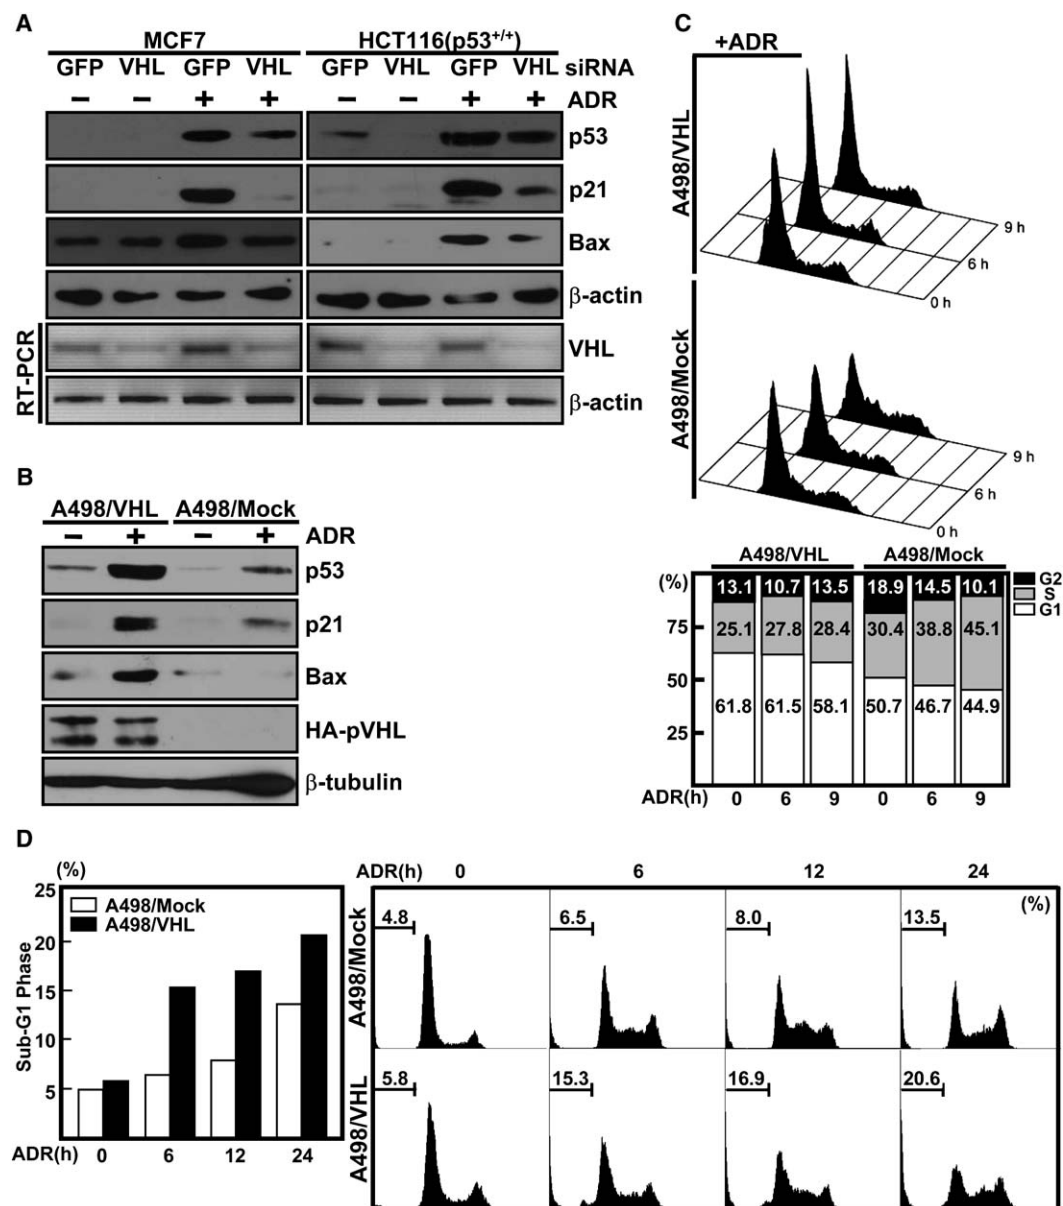 A
MCF7 HCT116(p53+/+)
GFP VHL GFP VHL GFP VHL GFP VHL siRNA
− − + + − − + + ADR
p53
p21
Bax
β-actin
RT-PCR
VHL
β-actin
B
A498/VHL A498/Mock
− + − + ADR
p53
p21
Bax
HA-pVHL
β-tubulin
C
+ADR
A498/VHL
9 h
6 h
0 h
A498/Mock
9 h
6 h
0 h
A498/VHL A498/Mock
(%)
G2
S
G1
13.1 10.7 13.5 18.9 14.5 10.1
25.1 27.8 28.4 30.4 38.8 45.1
61.8 61.5 58.1 50.7 46.7 44.9
75
50
25
ADR(h) 0 6 9 0 6 9
D
(%)
25
20
15
10
5
Sub-G1 Phase
A498/Mock
A498/VHL
ADR(h) 0 6 12 24
ADR(h) 0 6 12 24
(%)
A498/Mock
4.8 6.5 8.0 13.5
A498/VHL
5.8 15.3 16.9 20.6